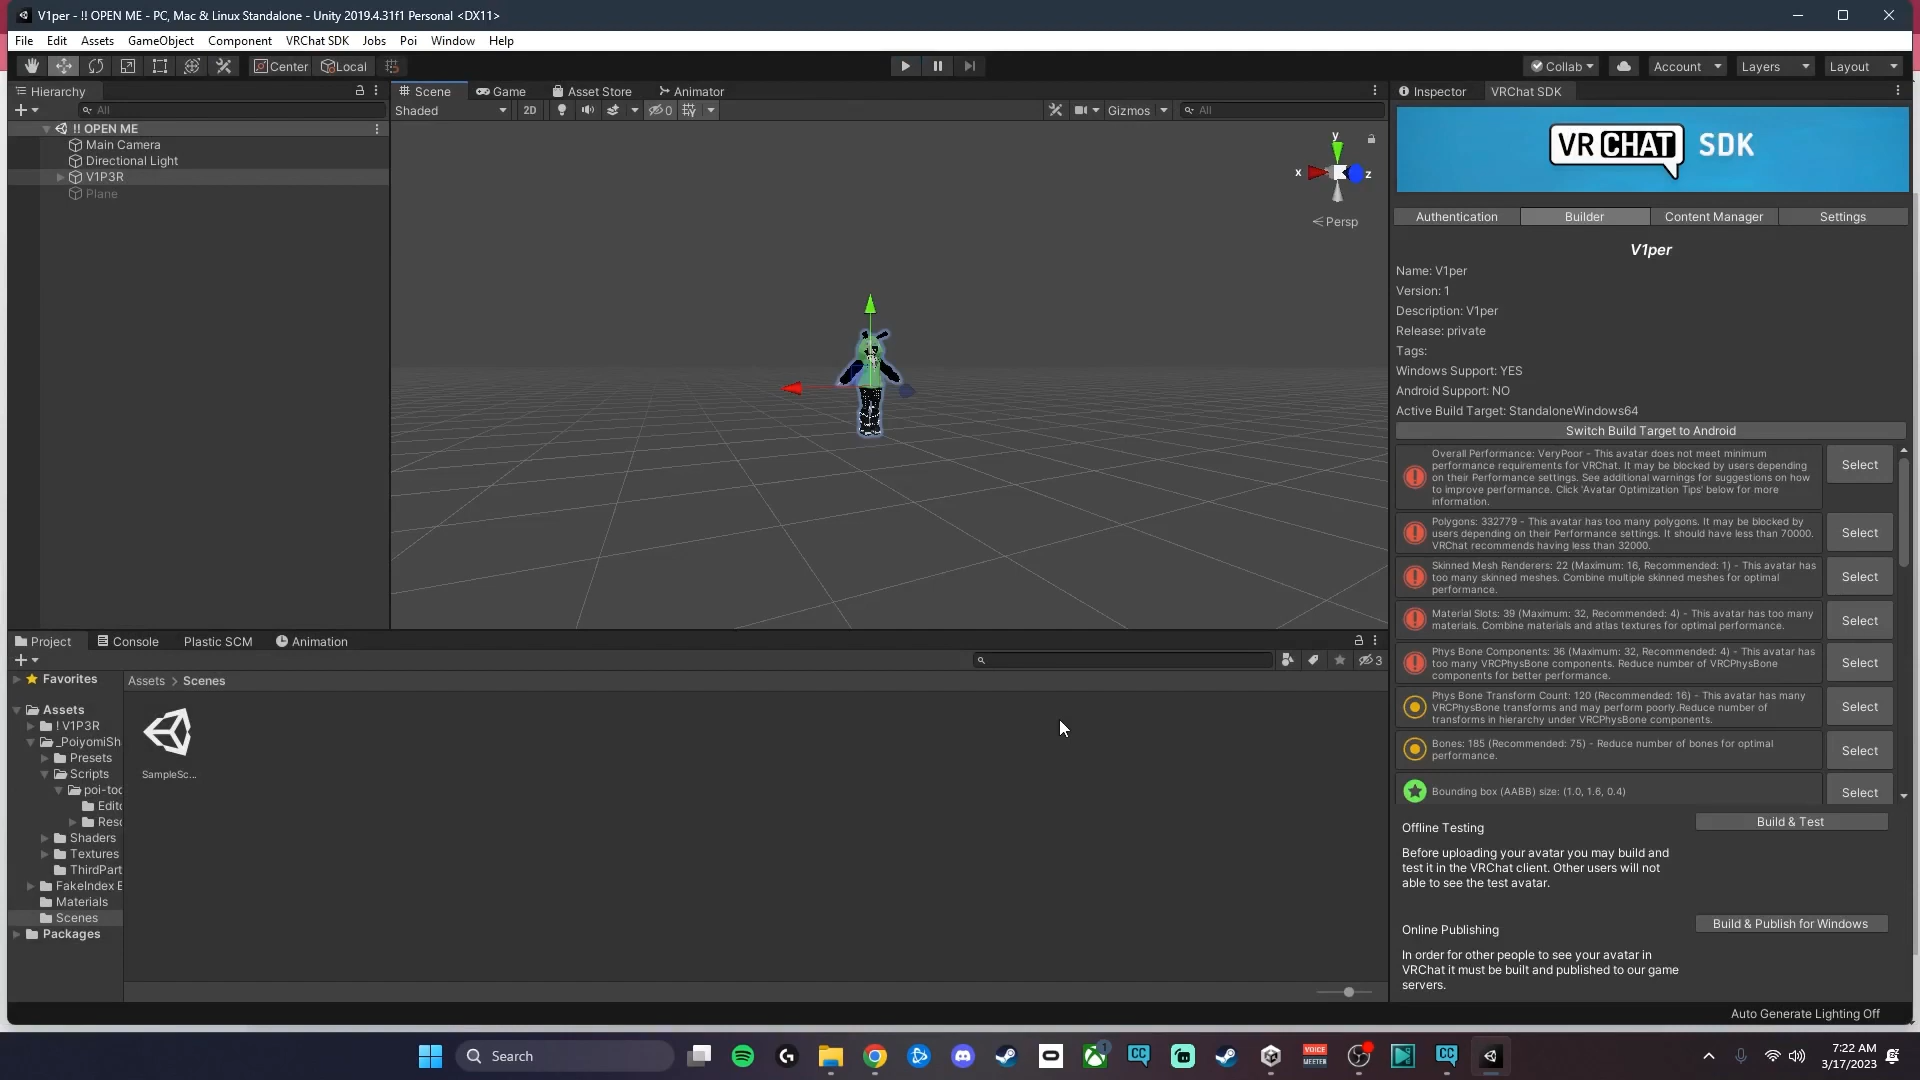 V1per - !! OPEN ME - PC, Mac & Linux Standalone - Unity 2019.4.31f1 Personal <DX11>
File Edit Assets GameObject Component VRChat SDK Jobs Poi Window Help
Center Local
Collab Account Layers Layout
Hierarchy
All
!! OPEN ME
Main Camera
Directional Light
V1P3R
Plane
Scene Game Asset Store Animator
Shaded 2D 0 Gizmos All
y
x z
Persp
Inspector VRChat SDK
VR CHAT SDK
Authentication Builder Content Manager Settings
V1per
Name: V1per
Version: 1
Description: V1per
Release: private
Tags:
Windows Support: YES
Android Support: NO
Active Build Target: StandaloneWindows64
Switch Build Target to Android
Overall Performance: VeryPoor - This avatar does not meet minimum
performance requirements for VRChat. It may be blocked by users depending
on their Performance settings. See additional warnings for suggestions on how
to improve performance. Click 'Avatar Optimization Tips' below for more
information.
Select
Polygons: 332779 - This avatar has too many polygons. It may be blocked by
users depending on their Performance settings. It should have less than 70000.
VRChat recommends having less than 32000.
Select
Skinned Mesh Renderers: 22 (Maximum: 16, Recommended: 1) - This avatar has
too many skinned meshes. Combine multiple skinned meshes for optimal
performance.
Select
Material Slots: 39 (Maximum: 32, Recommended: 4) - This avatar has too many
materials. Combine materials and atlas textures for optimal performance.
Select
Phys Bone Components: 36 (Maximum: 32, Recommended: 4) - This avatar has
too many VRCPhysBone components. Reduce number of VRCPhysBone
components for better performance.
Select
Phys Bone Transform Count: 120 (Recommended: 16) - This avatar has many
VRCPhysBone transforms and may perform poorly.Reduce number of
transforms in hierarchy under VRCPhysBone components.
Select
Bones: 185 (Recommended: 75) - Reduce number of bones for optimal
performance.
Select
Bounding box (AABB) size: (1.0, 1.6, 0.4)
Select
Offline Testing
Build & Test
Before uploading your avatar you may build and
test it in the VRChat client. Other users will not
able to see the test avatar.
Online Publishing
Build & Publish for Windows
In order for other people to see your avatar in
VRChat it must be built and published to our game
servers.
Auto Generate Lighting Off
Project Console Plastic SCM Animation
3
Favorites
Assets
! V1P3R
_PoiyomiSh
Presets
Scripts
poi-too
Edito
Reso
Shaders
Textures
ThirdPart
FakeIndex E
Materials
Scenes
Packages
Assets > Scenes
SampleSc...
Search
CC
VOICE
MEETER
CC
7:22 AM
3/17/2023